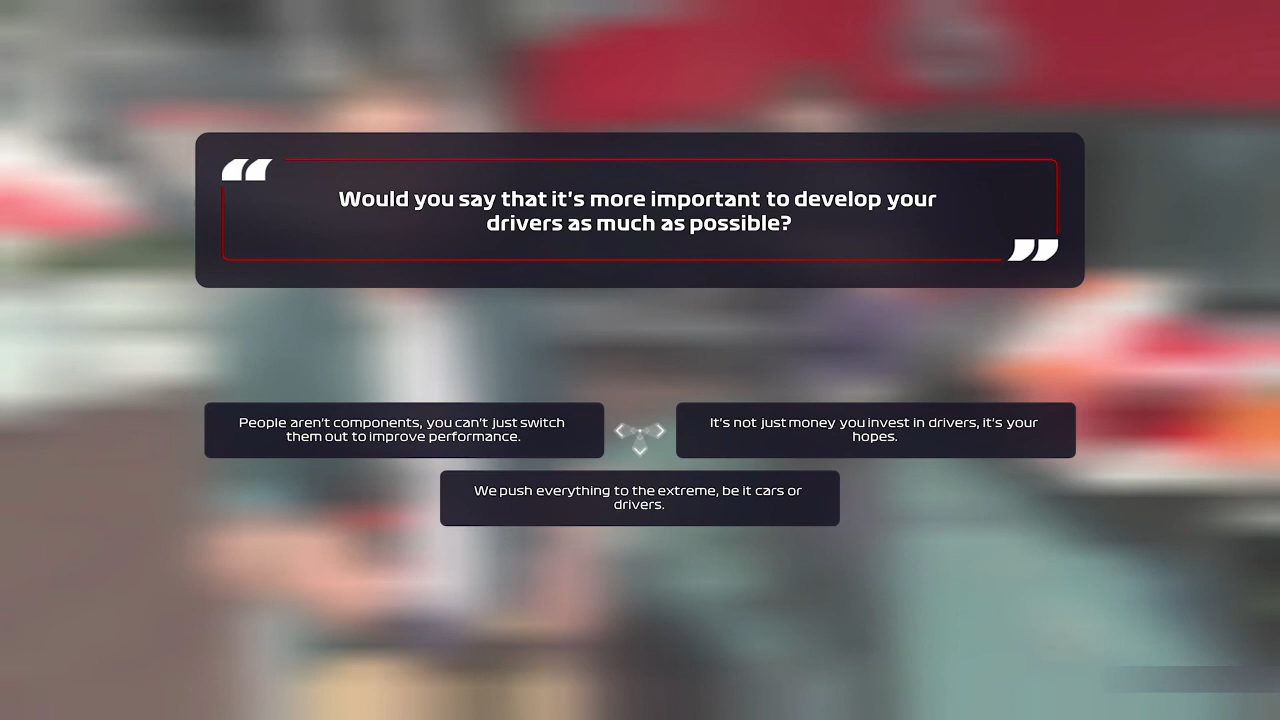 Would you say that it's more important to develop your
drivers as much as possible?
People aren't components, you can't just switch
them out to improve performance.
It's not just money you invest in drivers, it's your
hopes.
We push everything to the extreme, be it cars or
drivers.